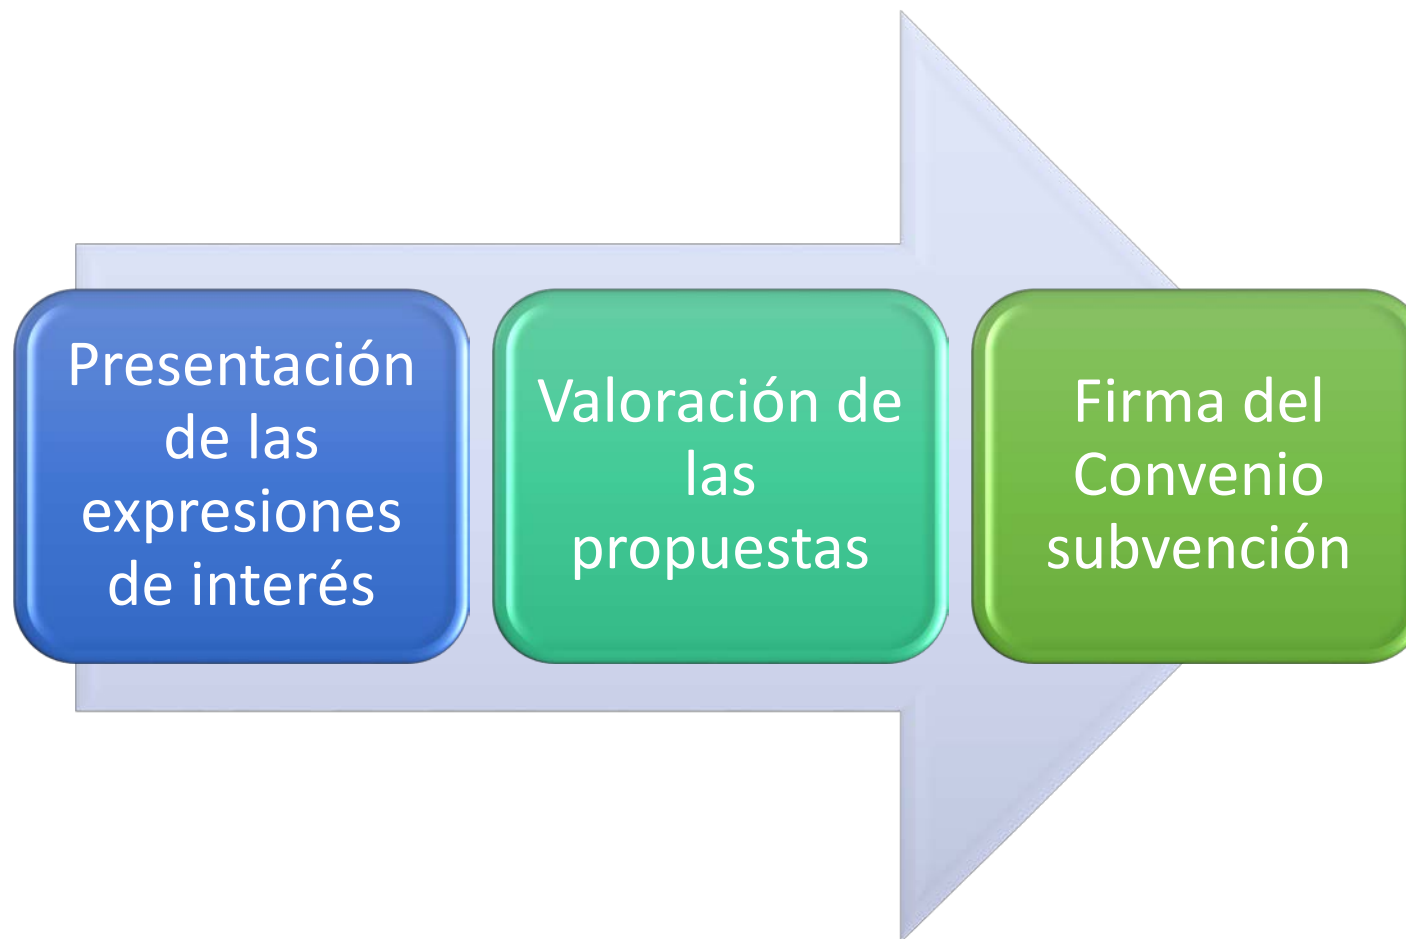 Presentación
de las
expresiones
de interés
Valoración de
las
propuestas
Firma del
Convenio
subvención